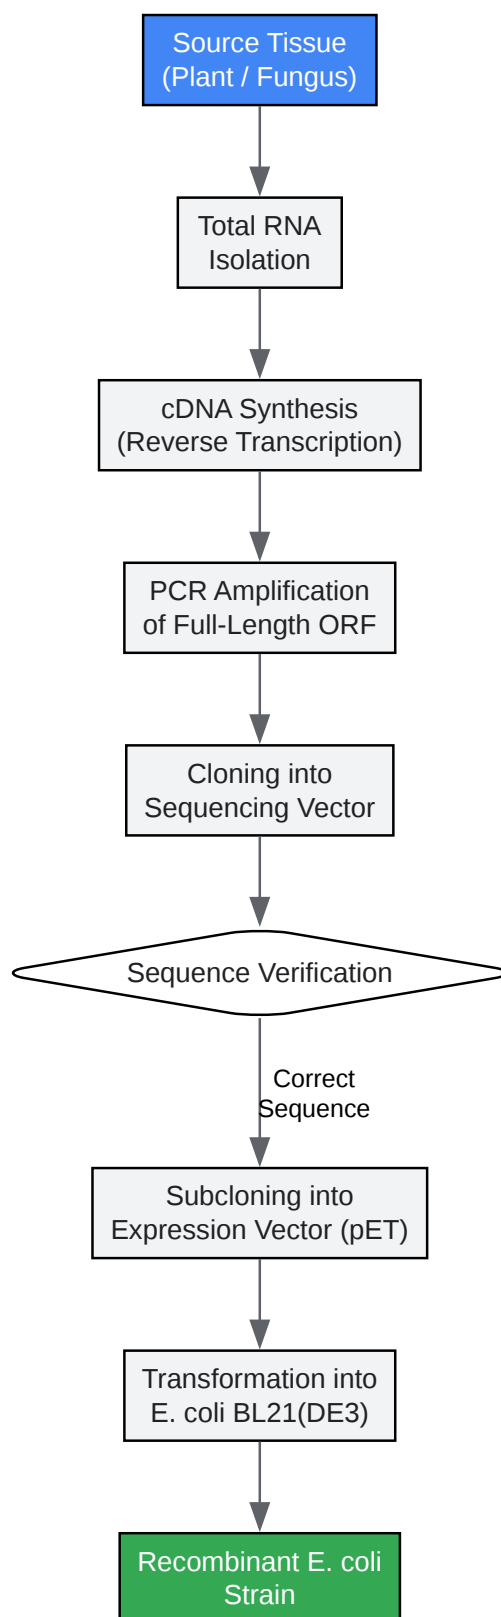 Source Tissue
(Plant / Fungus)
Total RNA
Isolation
cDNA Synthesis
(Reverse Transcription)
PCR Amplification
of Full-Length ORF
Cloning into
Sequencing Vector
Sequence Verification
Correct
Sequence
Subcloning into
Expression Vector (pET)
Transformation into
E. coli BL21(DE3)
Recombinant E. coli
Strain